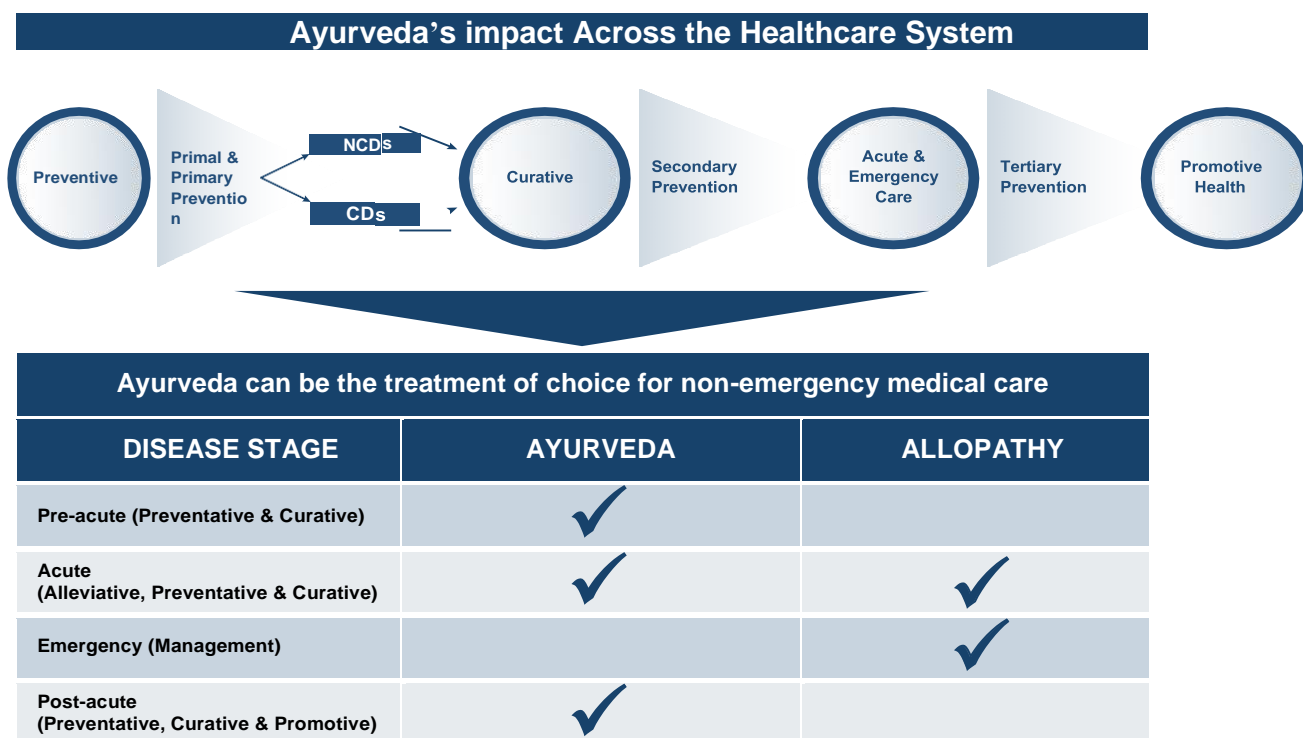 Ayurveda's impact Across the Healthcare System
Preventive
Primal &
Primary
Preventio
n
NCDs
CDs
Curative
Secondary
Prevention
Acute &
Emergency
Care
Tertiary
Prevention
Promotive
Health
Ayurveda can be the treatment of choice for non-emergency medical care
DISEASE STAGE AYURVEDA ALLOPATHY
Pre-acute (Preventative & Curative)
Acute
(Alleviative, Preventative & Curative)
Emergency (Management)
Post-acute
(Preventative, Curative & Promotive)